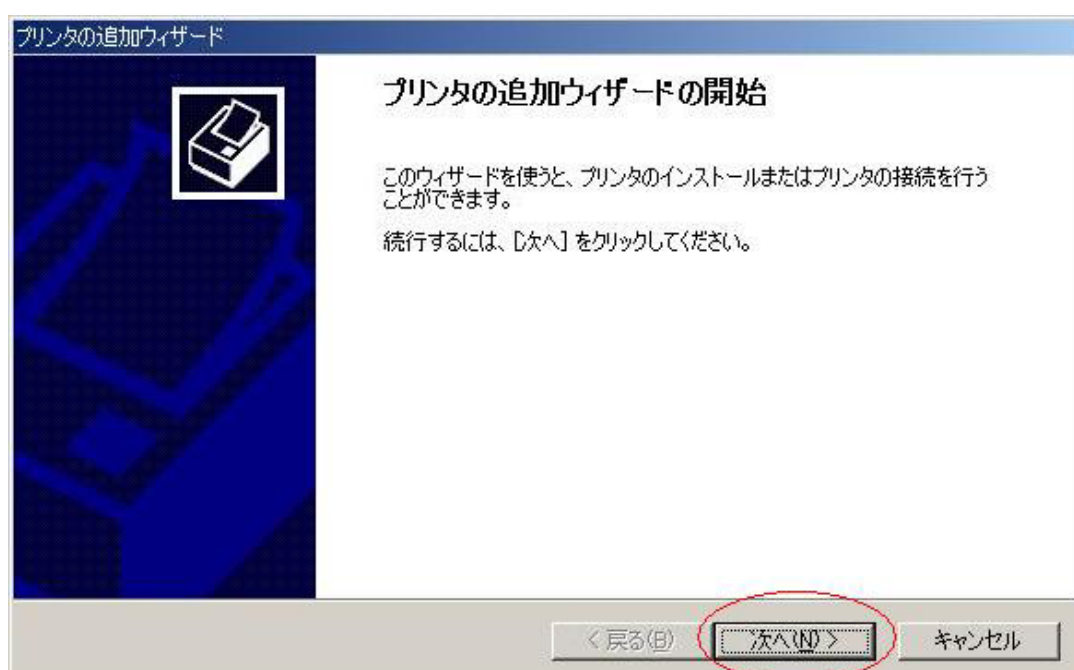 プリンタの追加ウィザード
プリンタの追加ウィザードの開始
このウィザードを使うと、プリンタのインストールまたはプリンタの接続を行う
ことができます。
続行するには、[次へ] をクリックしてください。
< 戻る(B) 次へ(N) > キャンセル